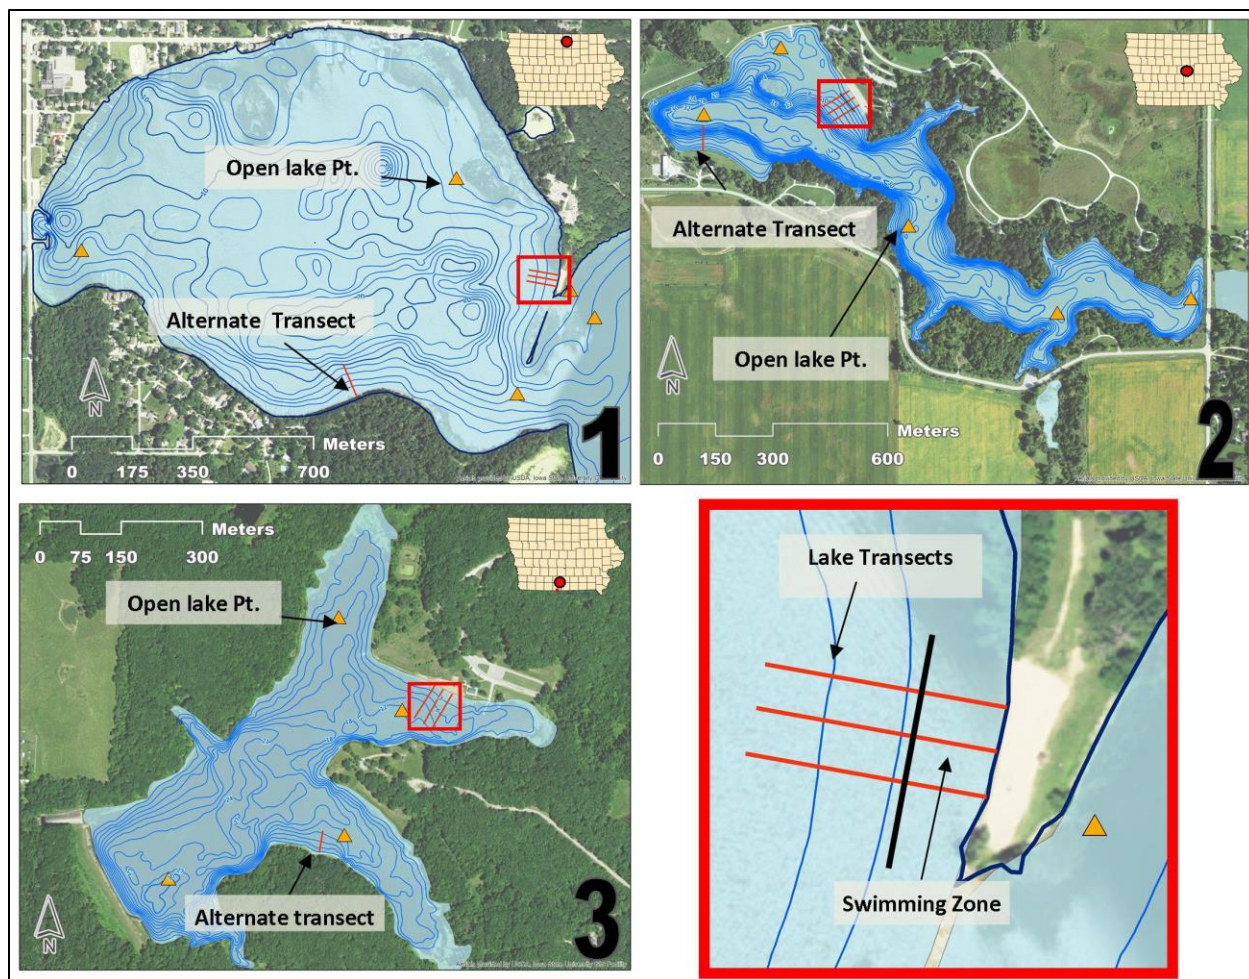 Open lake Pt.
Alternate Transect
N
Meters
0 175 350 700
1
Alternate Transect
Open lake Pt.
N
Meters
0 150 300 600
2
Meters
0 75 150 300
Open lake Pt.
Alternate transect
N
3
Lake Transects
Swimming Zone